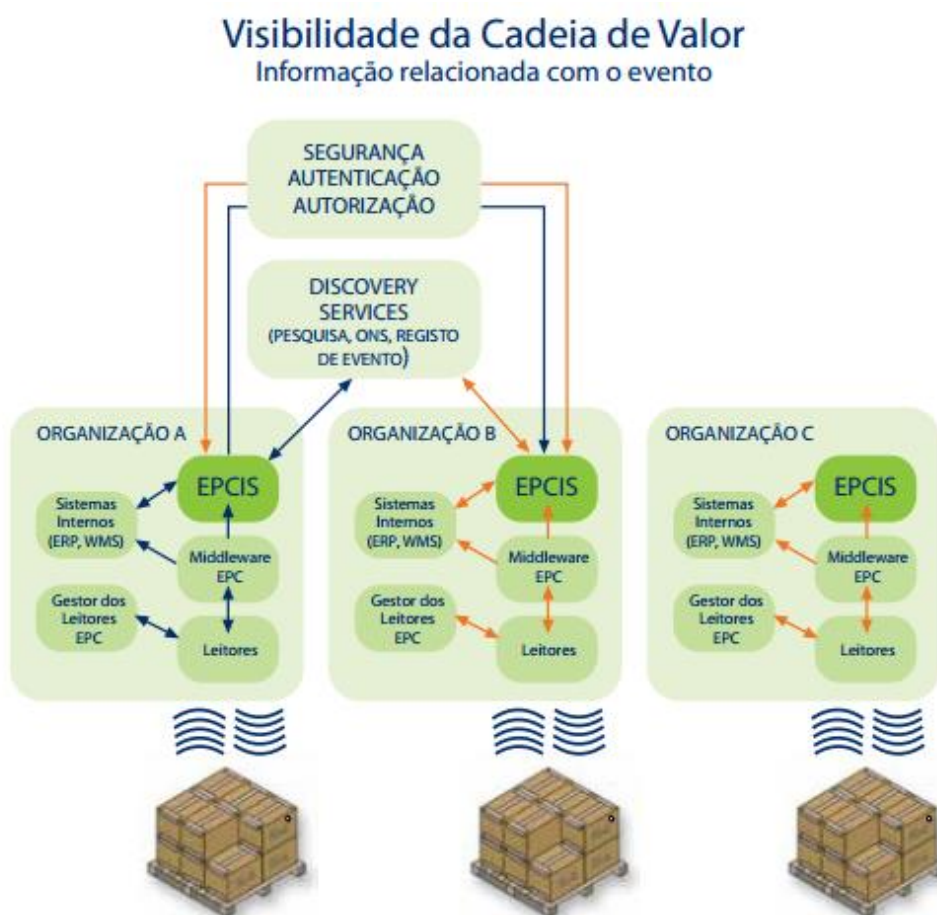 Visibilidade da Cadeia de Valor
Informação relacionada com o evento
SEGURANÇA
AUTENTICAÇÃO
AUTORIZAÇÃO
DISCOVERY
SERVICES
(PESQUISA, ONS, REGISTO
DE EVENTO)
ORGANIZAÇÃO A
EPCIS
Sistemas
Internos
(ERP, WMS)
Middleware
EPC
Gestor dos
Leitores
EPC
Leitores
ORGANIZAÇÃO B
EPCIS
Sistemas
Internos
(ERP, WMS)
Middleware
EPC
Gestor dos
Leitores
EPC
Leitores
ORGANIZAÇÃO C
EPCIS
Sistemas
Internos
(ERP, WMS)
Middleware
EPC
Gestor dos
Leitores
EPC
Leitores